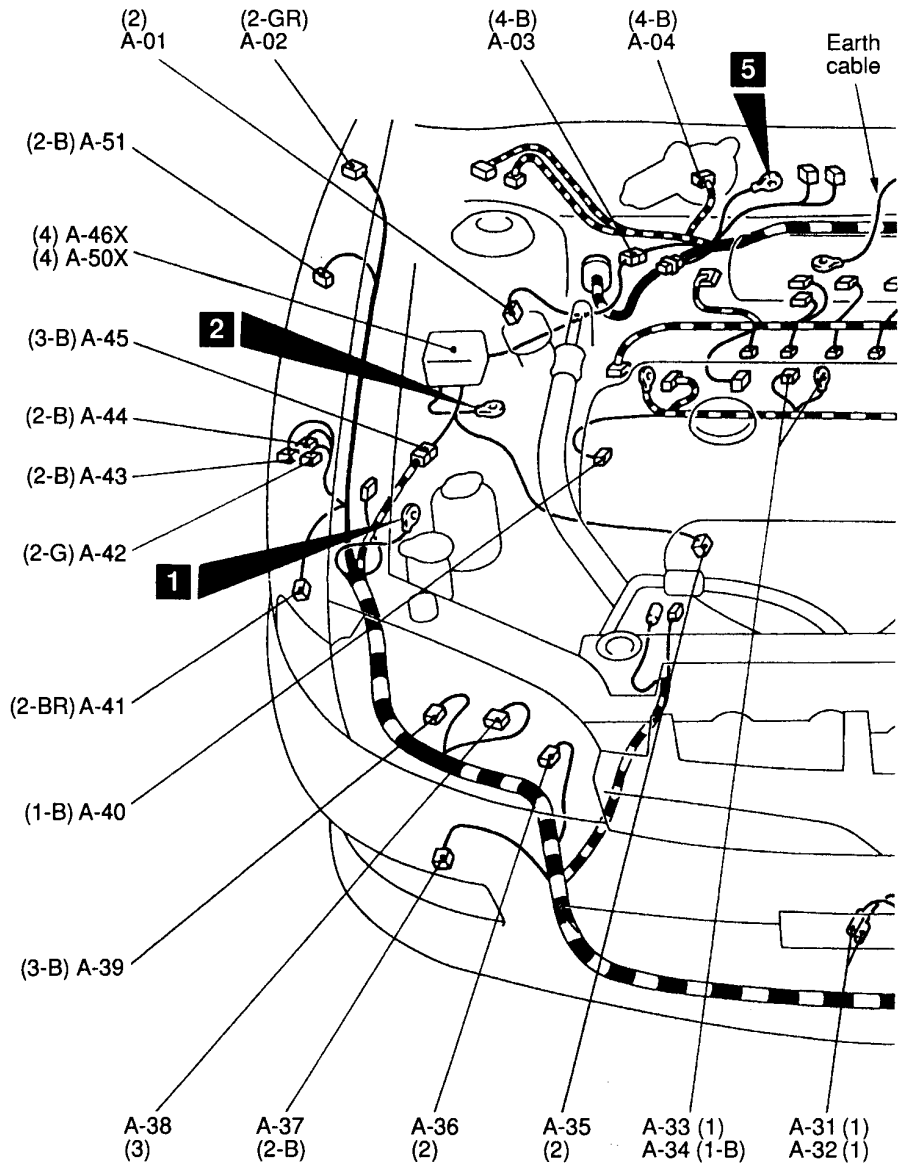 (2)
A-01
(2-GR)
A-02
(4-B)
A-03
(4-B)
A-04
Earth
cable
5
(2-B) A-51
(4) A-46X
(4) A-50X
2
(3-B) A-45
(2-B) A-44
(2-B) A-43
(2-G) A-42
1
(2-BR) A-41
(1-B) A-40
(3-B) A-39
A-38
(3)
A-37
(2-B)
A-36
(2)
A-35
(2)
A-33 (1)
A-34 (1-B)
A-31 (1)
A-32 (1)